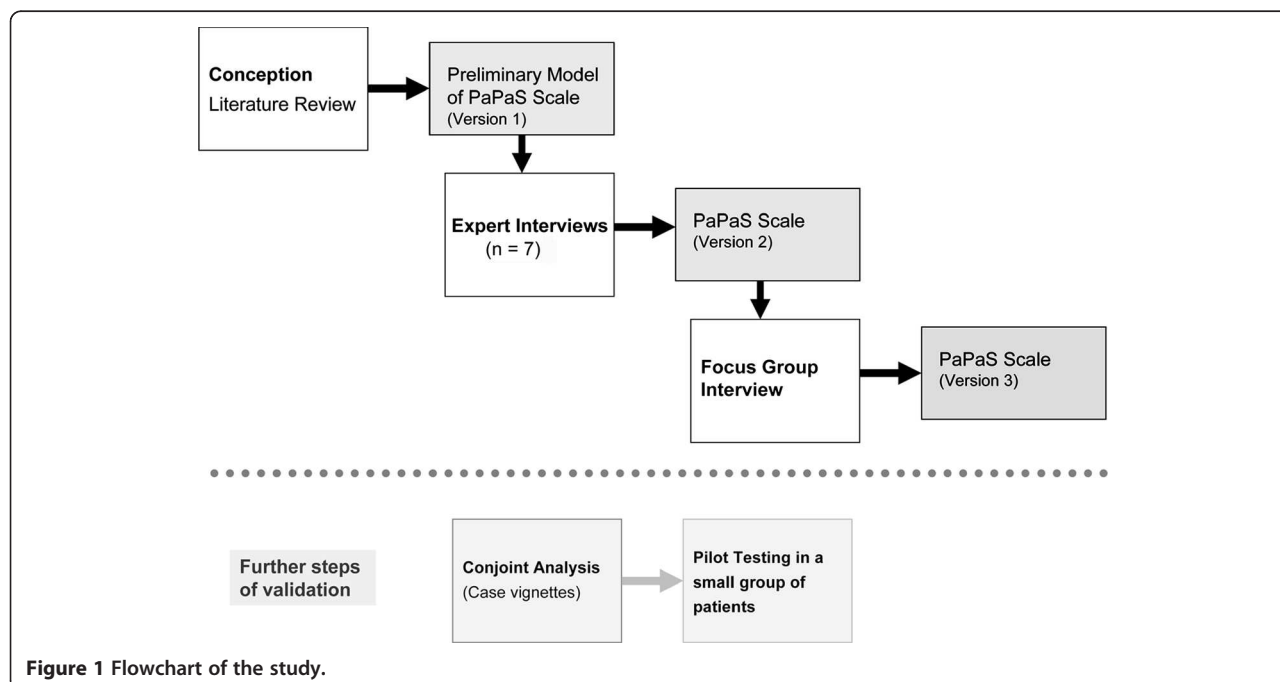 Conception
Literature Review
Preliminary Model
of PaPaS Scale
(Version 1)
Expert Interviews
(n = 7)
PaPaS Scale
(Version 2)
Focus Group
Interview
PaPaS Scale
(Version 3)
Further steps
of validation
Conjoint Analysis
(Case vignettes)
Pilot Testing in a
small group of
patients
Figure 1 Flowchart of the study.